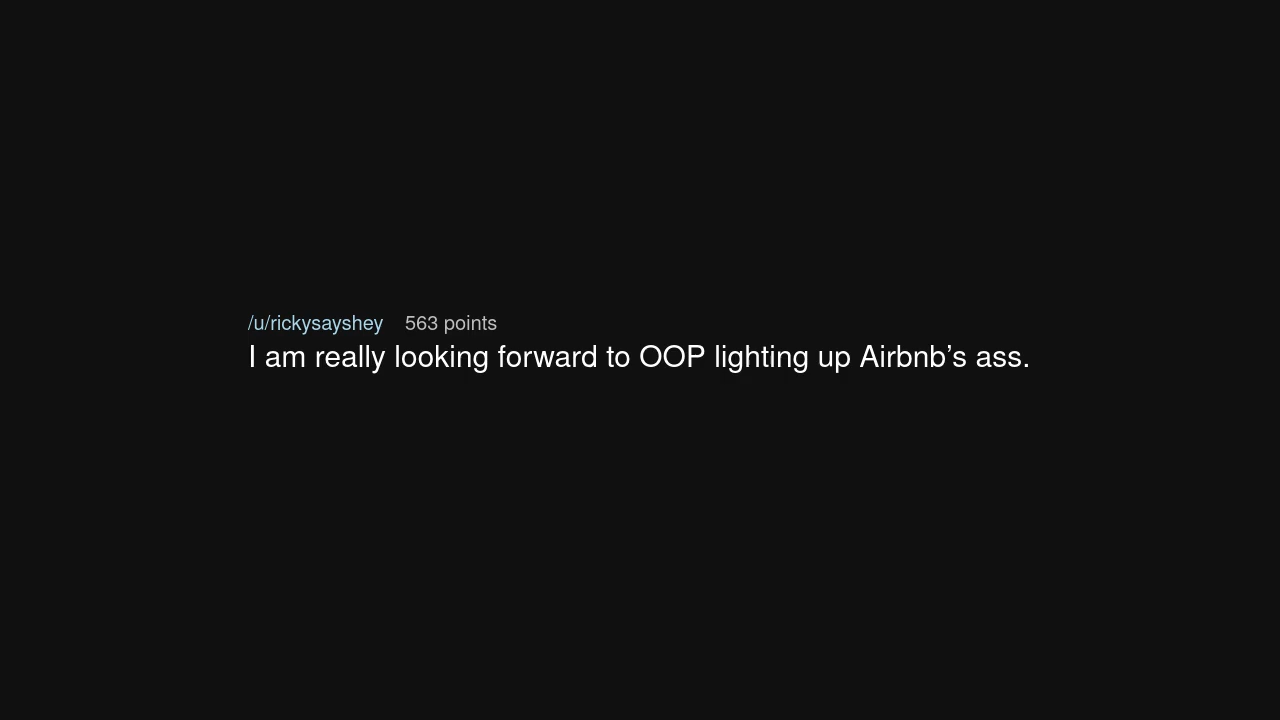 /u/rickysayshey 563 points
I am really looking forward to OOP lighting up Airbnb’s ass.